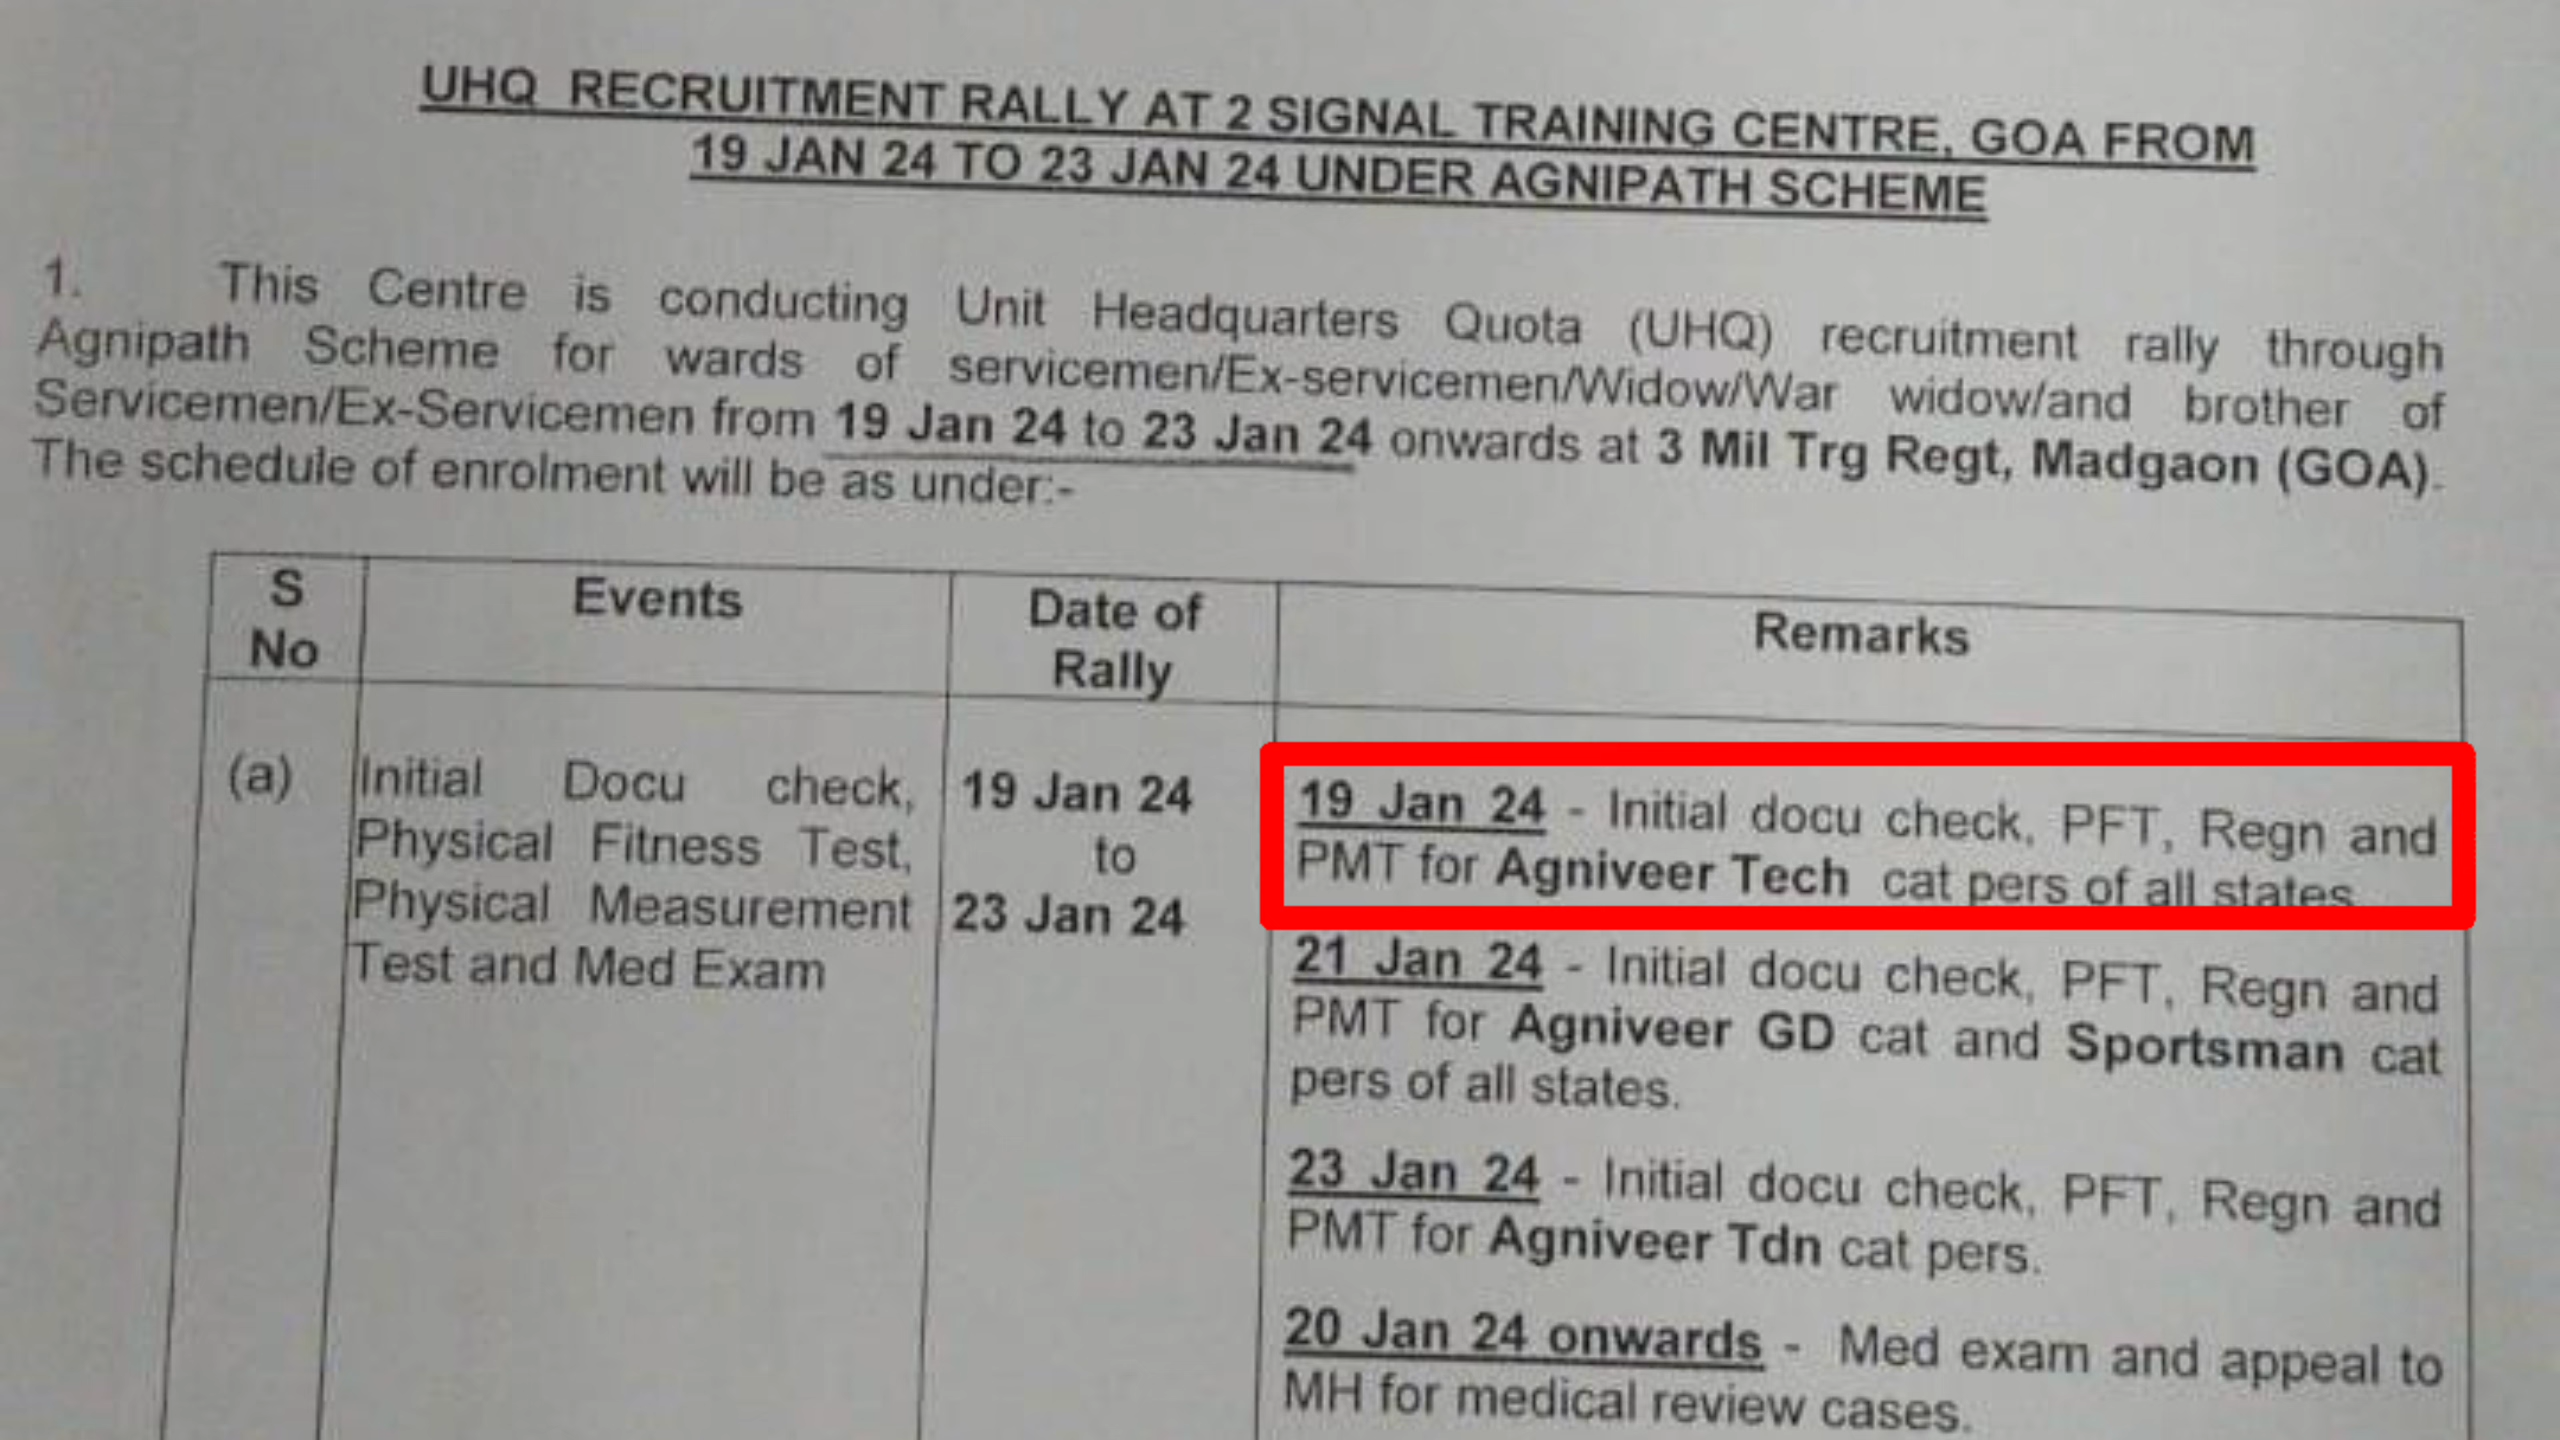 UHQ RECRUITMENT RALLY AT 2 SIGNAL TRAINING CENTRE, GOA FROM
19 JAN 24 TO 23 JAN 24 UNDER AGNIPATH SCHEME
1. This Centre is conducting Unit Headquarters Quota (UHQ) recruitment rally through
Agnipath Scheme for wards of servicemen/Ex-servicemen/Widow/War widow/and brother of
Servicemen/Ex-Servicemen from 19 Jan 24 to 23 Jan 24 onwards at 3 Mil Trg Regt, Madgaon (GOA).
The schedule of enrolment will be as under:-
S
No
Events
Date of
Rally
Remarks
(a)
Initial Docu check,
Physical Fitness Test,
Physical Measurement
Test and Med Exam
19 Jan 24
to
23 Jan 24
19 Jan 24 - Initial docu check, PFT, Regn and
PMT for Agniveer Tech cat pers of all states.
21 Jan 24 - Initial docu check, PFT, Regn and
PMT for Agniveer GD cat and Sportsman cat
pers of all states.
23 Jan 24 - Initial docu check, PFT, Regn and
PMT for Agniveer Tdn cat pers.
20 Jan 24 onwards - Med exam and appeal to
MH for medical review cases.